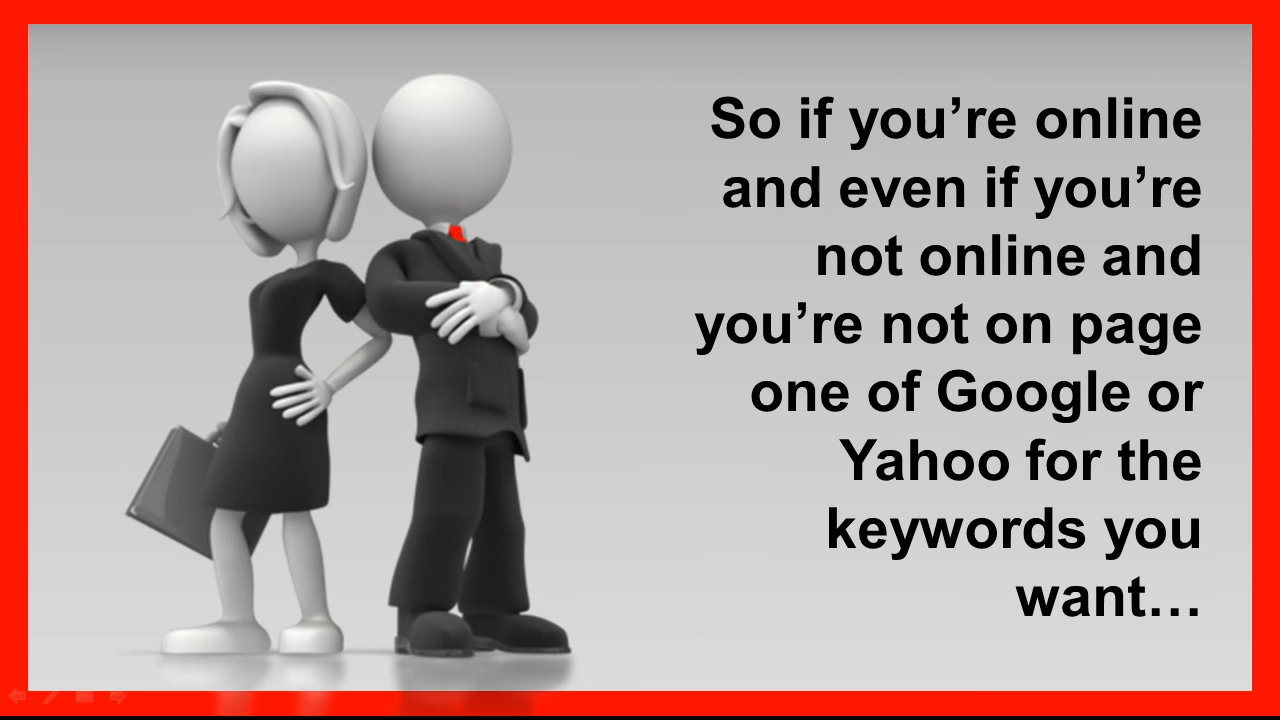 So if you’re online
and even if you’re
not online and
you’re not on page
one of Google or
Yahoo for the
keywords you
want…